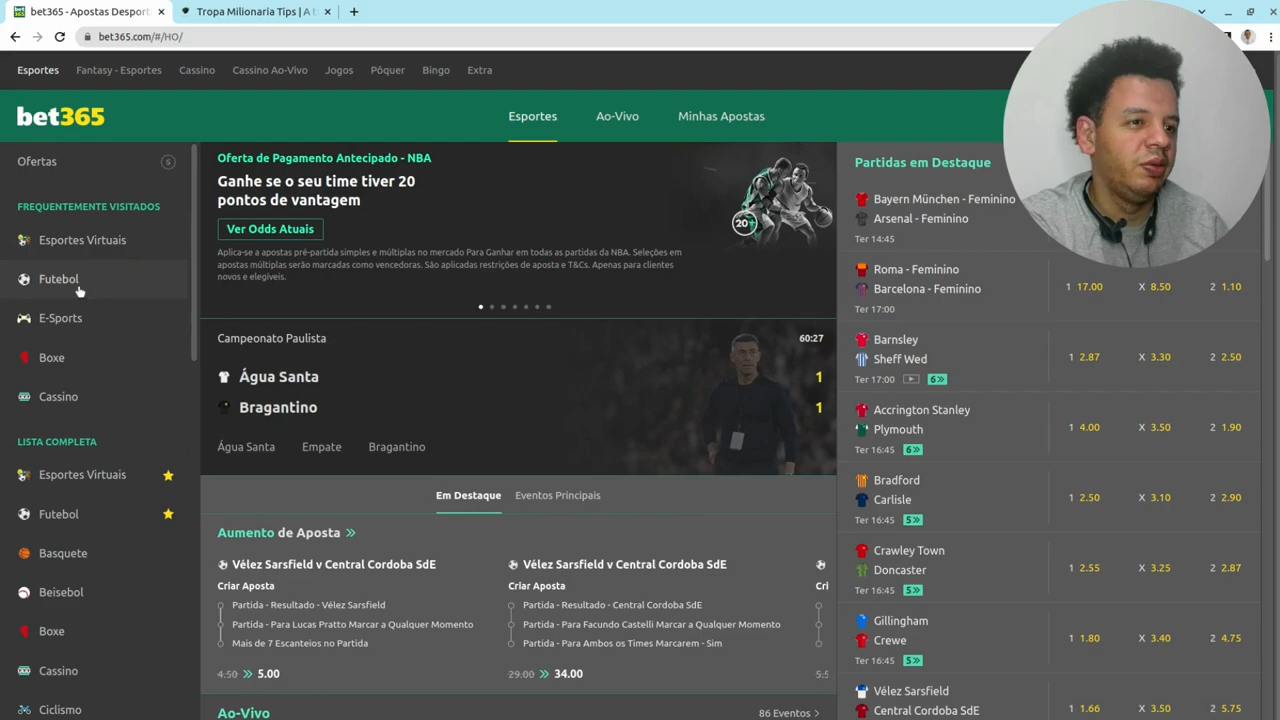 bet365 - Apostas Desport
Tropa Milionaria Tips | A t
bet365.com/#/HO/
Esportes
Fantasy - Esportes
Cassino
Cassino Ao-Vivo
Jogos
Pôquer
Bingo
Extra
bet365
Esportes
Ao-Vivo
Minhas Apostas
Ofertas
5
FREQUENTEMENTE VISITADOS
Esportes Virtuais
Futebol
E-Sports
Boxe
Cassino
LISTA COMPLETA
Esportes Virtuais
Futebol
Basquete
Beisebol
Boxe
Cassino
Ciclismo
Oferta de Pagamento Antecipado - NBA
Ganhe se o seu time tiver 20
pontos de vantagem
Ver Odds Atuais
Aplica-se a apostas pré-partida simples e múltiplas no mercado Para Ganhar em todas as partidas da NBA. Seleções em
apostas múltiplas serão marcadas como vencedoras. São aplicadas restrições de aposta e T&Cs. Apenas para clientes
novos e elegíveis.
20+
Campeonato Paulista
60:27
Água Santa
1
Bragantino
1
Água Santa
Empate
Bragantino
Em Destaque
Eventos Principais
Aumento de Aposta
Vélez Sarsfield v Central Cordoba SdE
Criar Aposta
Partida - Resultado - Vélez Sarsfield
Partida - Para Lucas Pratto Marcar a Qualquer Momento
Mais de 7 Escanteios no Partida
4.50 5.00
Vélez Sarsfield v Central Cordoba SdE
Criar Aposta
Partida - Resultado - Central Cordoba SdE
Partida - Para Facundo Castelli Marcar a Qualquer Momento
Partida - Para Ambos os Times Marcarem - Sim
29.00 34.00
Cri
5.5
Ao-Vivo
86 Eventos
Partidas em Destaque
Bayern München - Feminino
Arsenal - Feminino
Ter 14:45
Roma - Feminino
Barcelona - Feminino
Ter 17:00
1 17.00
X 8.50
2 1.10
Barnsley
Sheff Wed
Ter 17:00
6
1 2.87
X 3.30
2 2.50
Accrington Stanley
Plymouth
Ter 16:45
6
1 4.00
X 3.50
2 1.90
Bradford
Carlisle
Ter 16:45
5
1 2.50
X 3.10
2 2.90
Crawley Town
Doncaster
Ter 16:45
5
1 2.55
X 3.25
2 2.87
Gillingham
Crewe
Ter 16:45
5
1 1.80
X 3.40
2 4.75
Vélez Sarsfield
Central Cordoba SdE
1 1.66
X 3.50
2 5.75